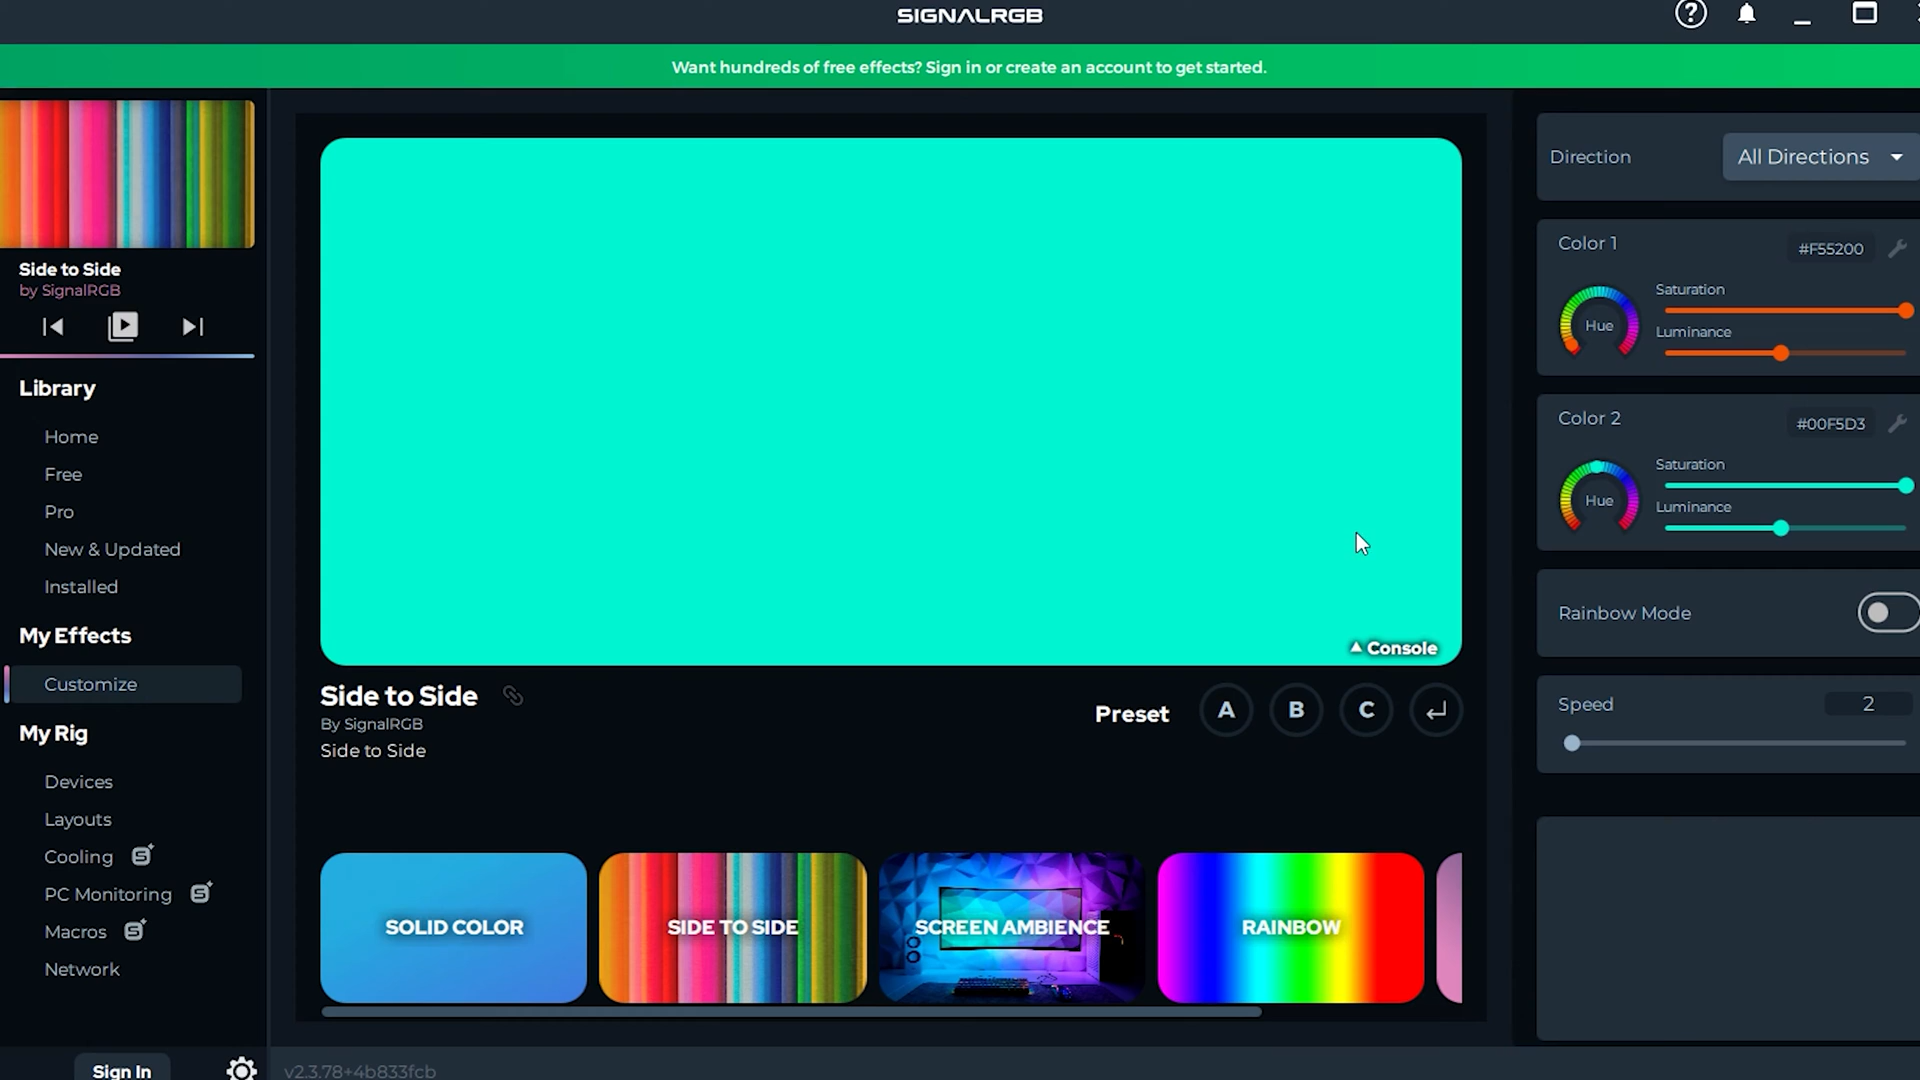 SIGNALRGB
Want hundreds of free effects? Sign in or create an account to get started.
Side to Side
by SignalRGB
Library
Home
Free
Pro
New & Updated
Installed
My Effects
Customize
My Rig
Devices
Layouts
Cooling
PC Monitoring
Macros
Network
Sign In
Console
Side to Side
By SignalRGB
Side to Side
Preset A B C
SOLID COLOR
SIDE TO SIDE
SCREEN AMBIENCE
RAINBOW
v2.3.78+4b833fcb
Direction All Directions
Color 1 #F55200
Saturation
Hue
Luminance
Color 2 #00F5D3
Saturation
Hue
Luminance
Rainbow Mode
Speed 2